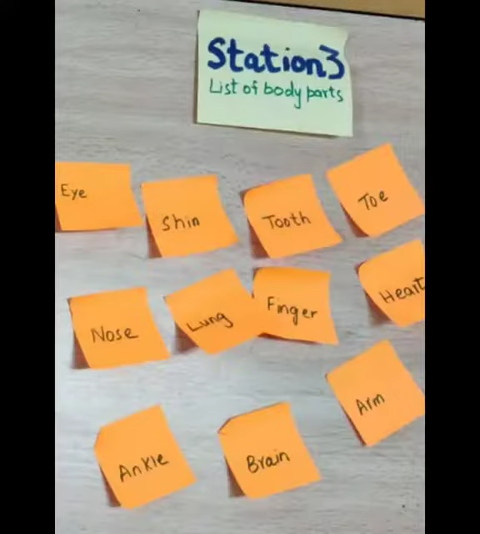 Station3
List of body parts
Eye
Shin
Tooth
Toe
Nose
Lung
Finger
Heart
Ankle
Brain
Arm